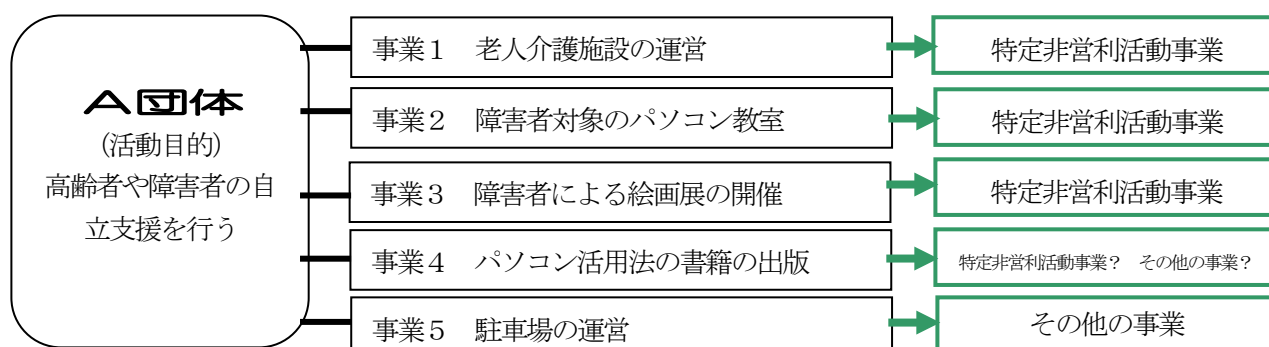 A団体
(活動目的)
高齢者や障害者の自
立支援を行う
事業1 老人介護施設の運営
特定非営利活動事業
事業2 障害者対象のパソコン教室
特定非営利活動事業
事業3 障害者による絵画展の開催
特定非営利活動事業
事業4 パソコン活用法の書籍の出版
特定非営利活動事業? その他の事業?
事業5 駐車場の運営
その他の事業